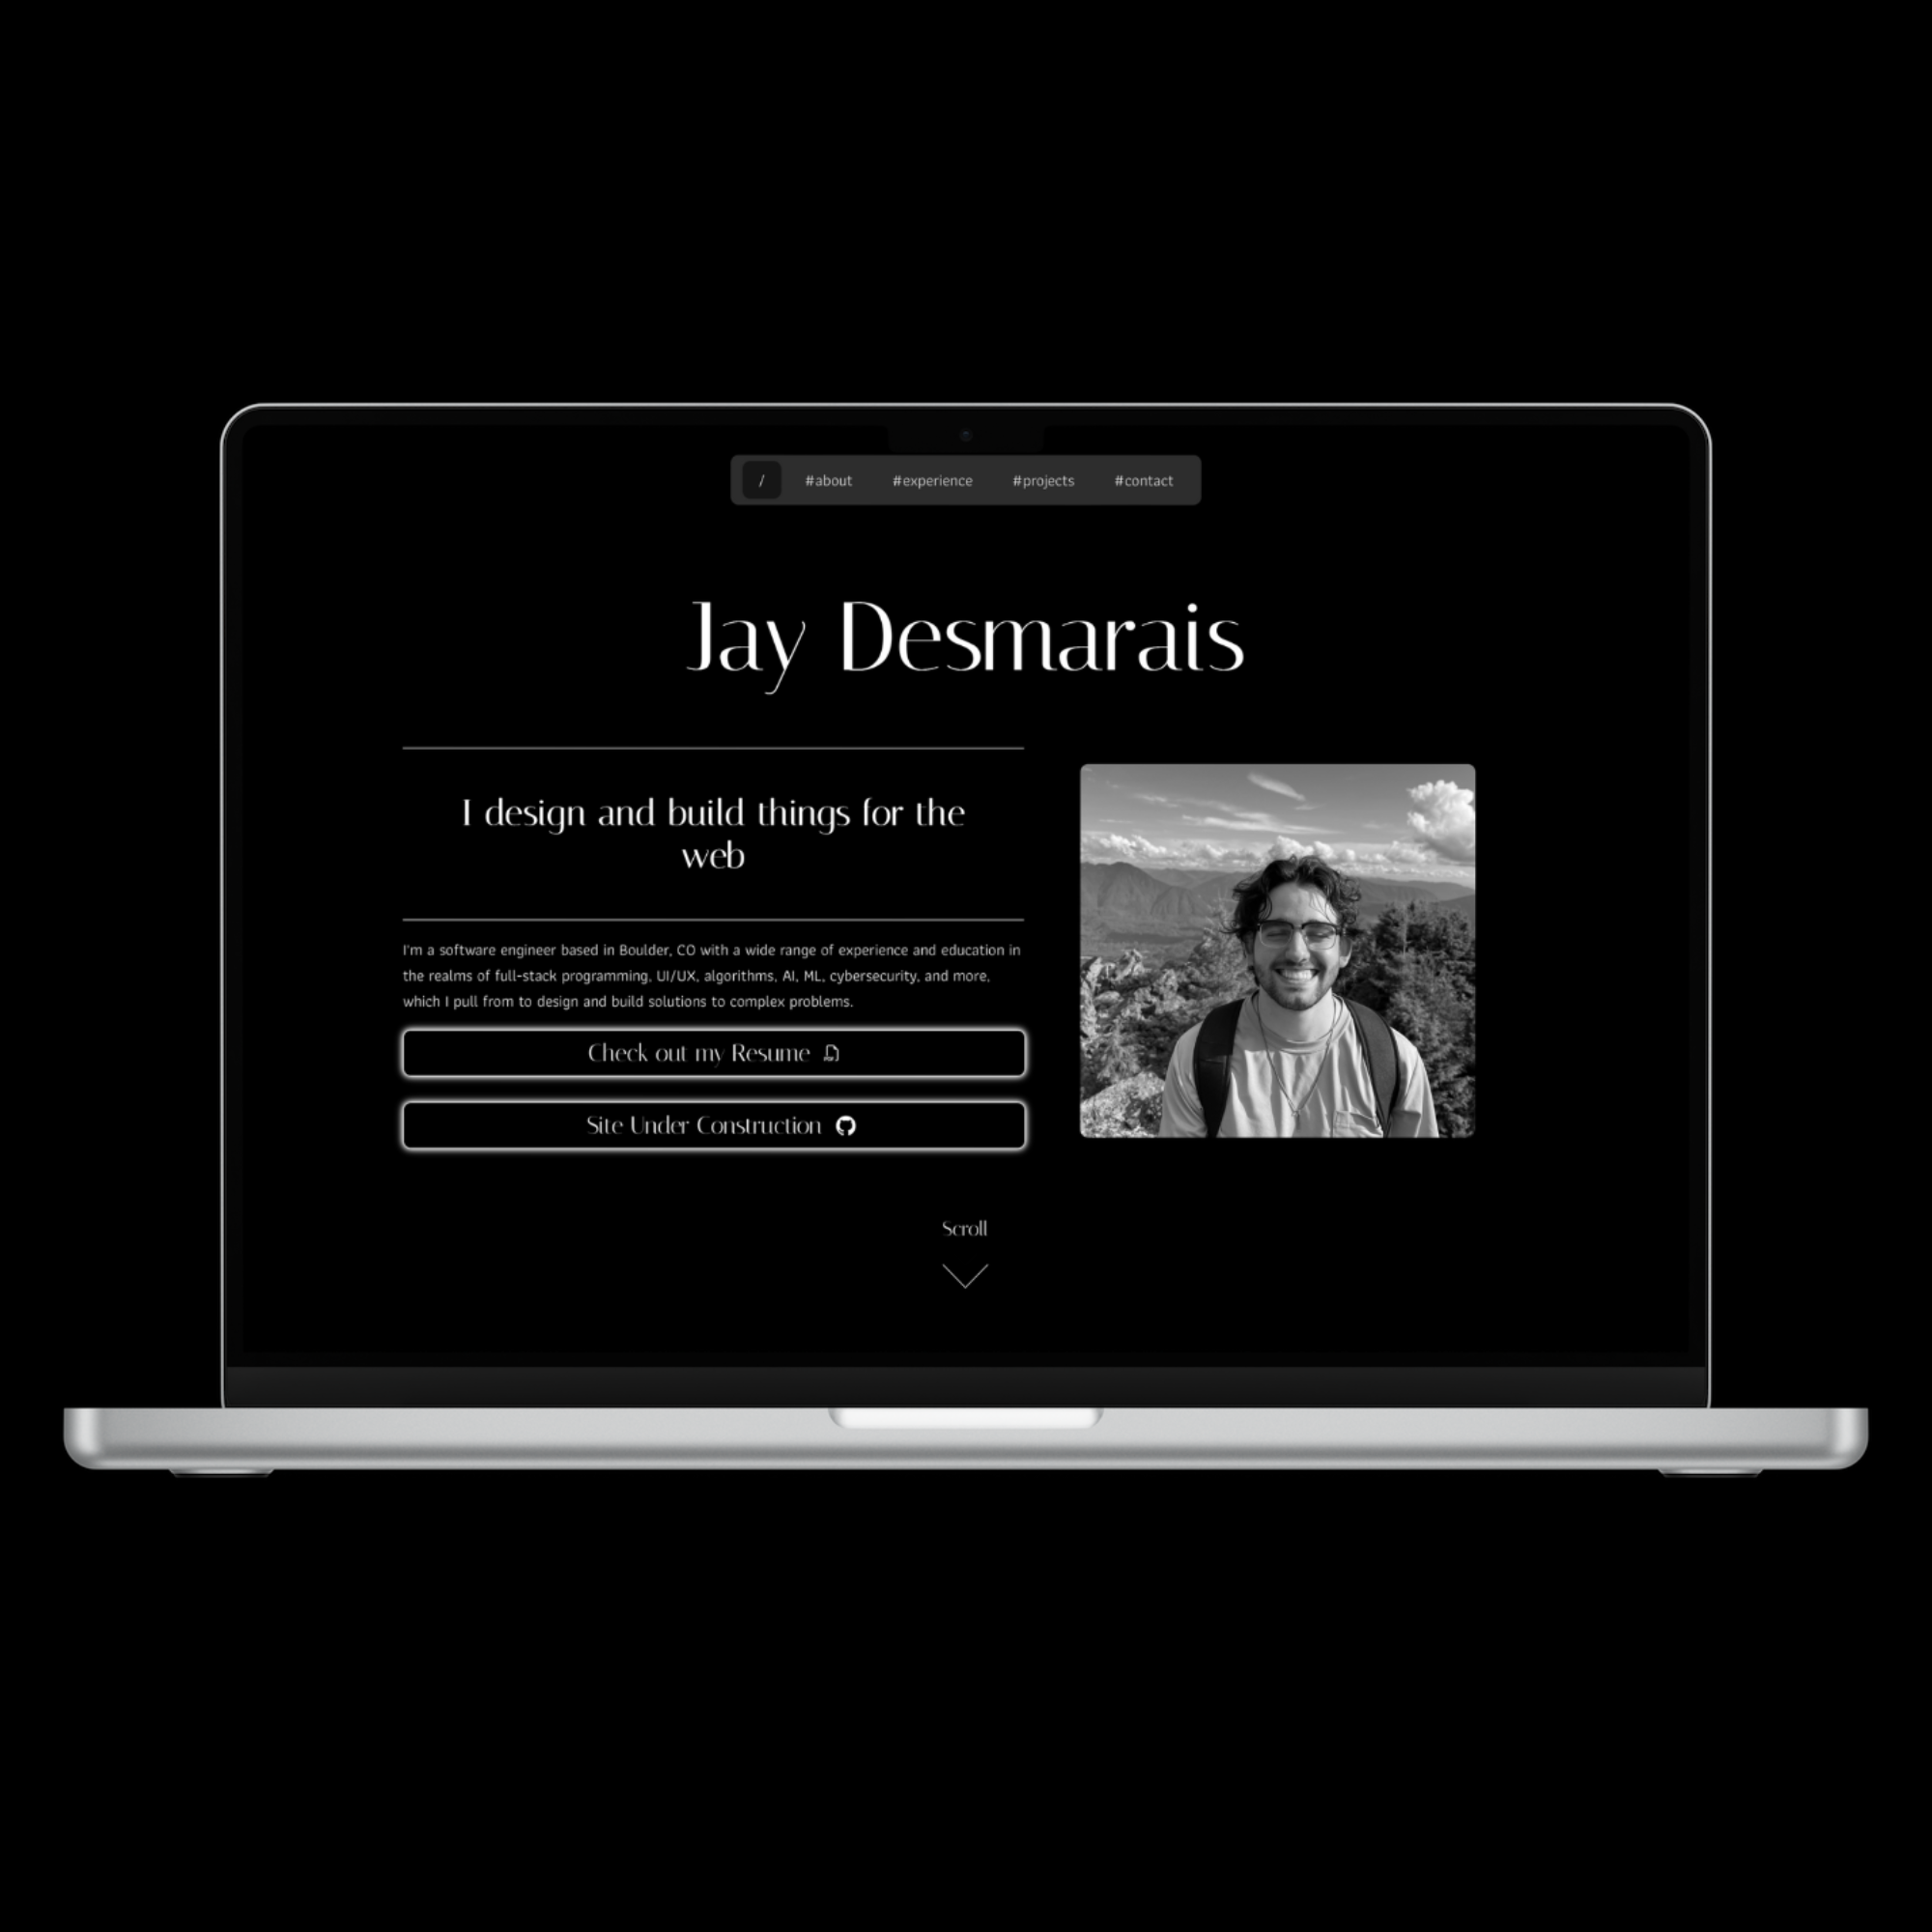 / #about #experience #projects #contact
Jay Desmarais
I design and build things for the
web
I'm a software engineer based in Boulder, CO with a wide range of experience and education in
the realms of full-stack programming, UI/UX, algorithms, AI, ML, cybersecurity, and more,
which I pull from to design and build solutions to complex problems.
Check out my Resume
Site Under Construction
Scroll